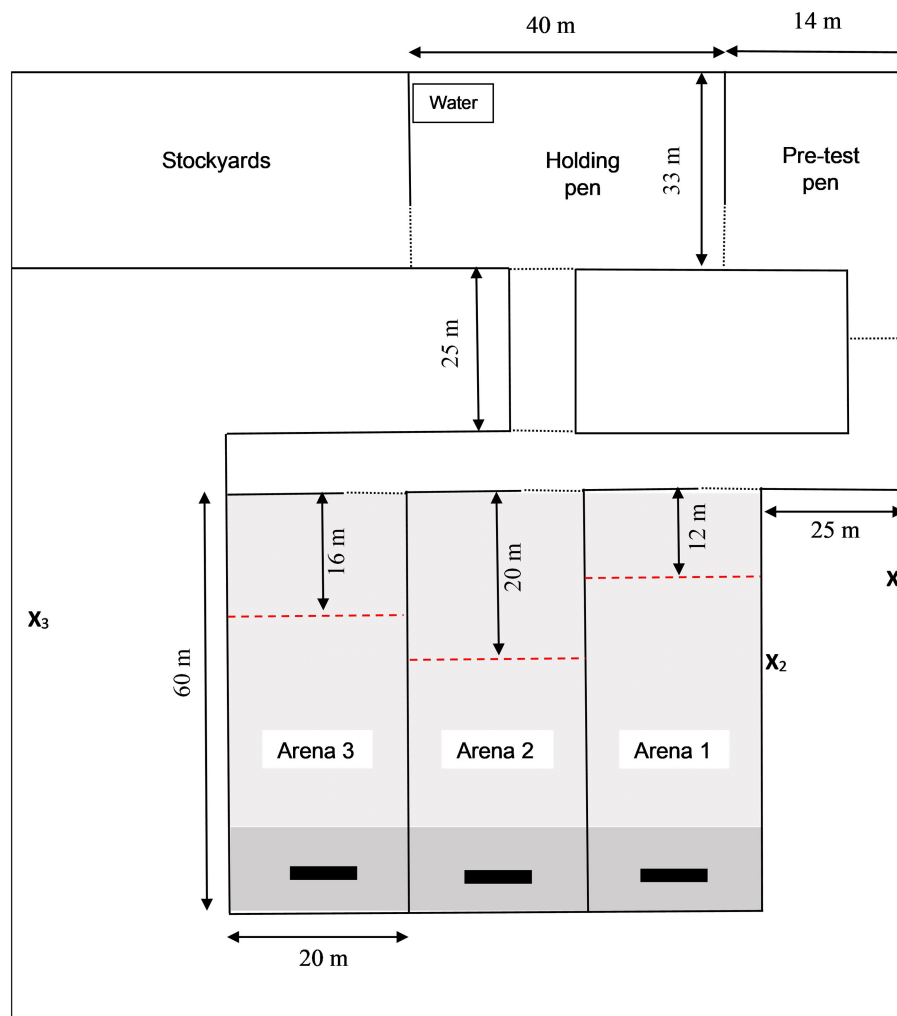 40 m
14 m
Water
Stockyards
Holding
pen
33 m
Pre-test
pen
25 m
16 m
20 m
12 m
25 m
X
X₃
60 m
X₂
Arena 3
Arena 2
Arena 1
20 m